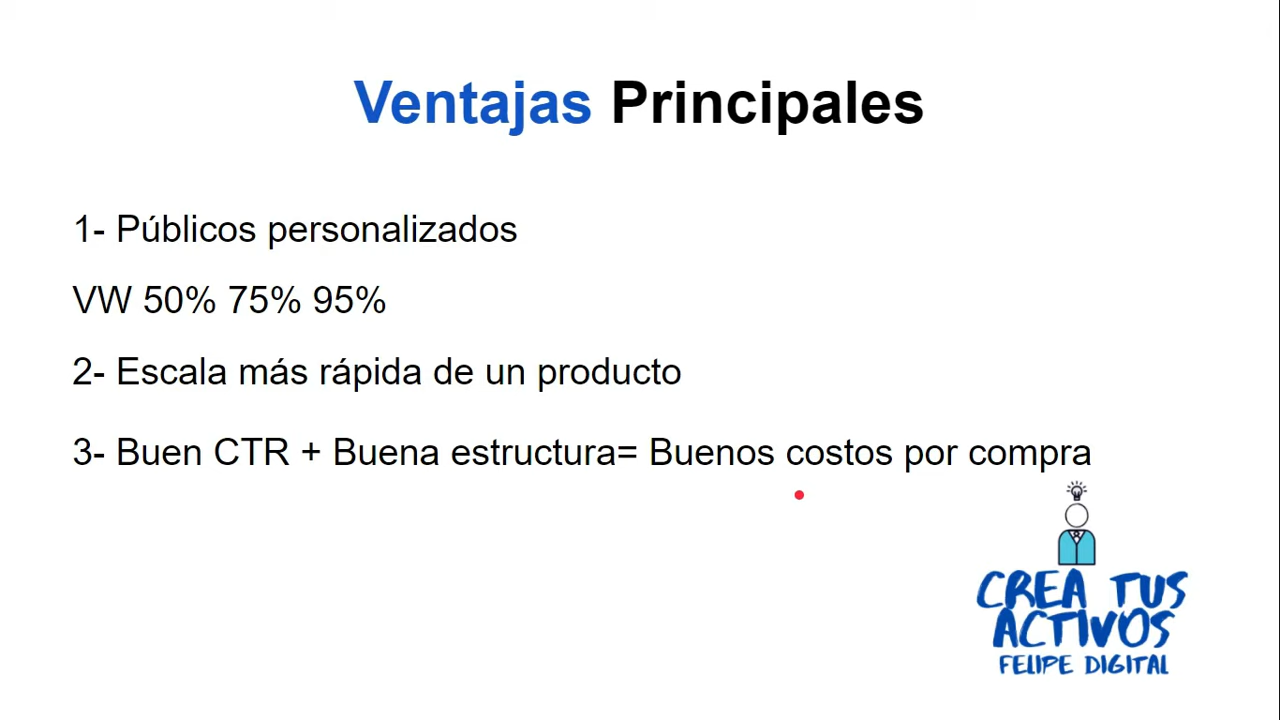 Ventajas Principales
1- Públicos personalizados
VW 50% 75% 95%
2- Escala más rápida de un producto
3- Buen CTR + Buena estructura= Buenos costos por compra
CREA TUS
ACTIVOS
FELIPE DIGITAL